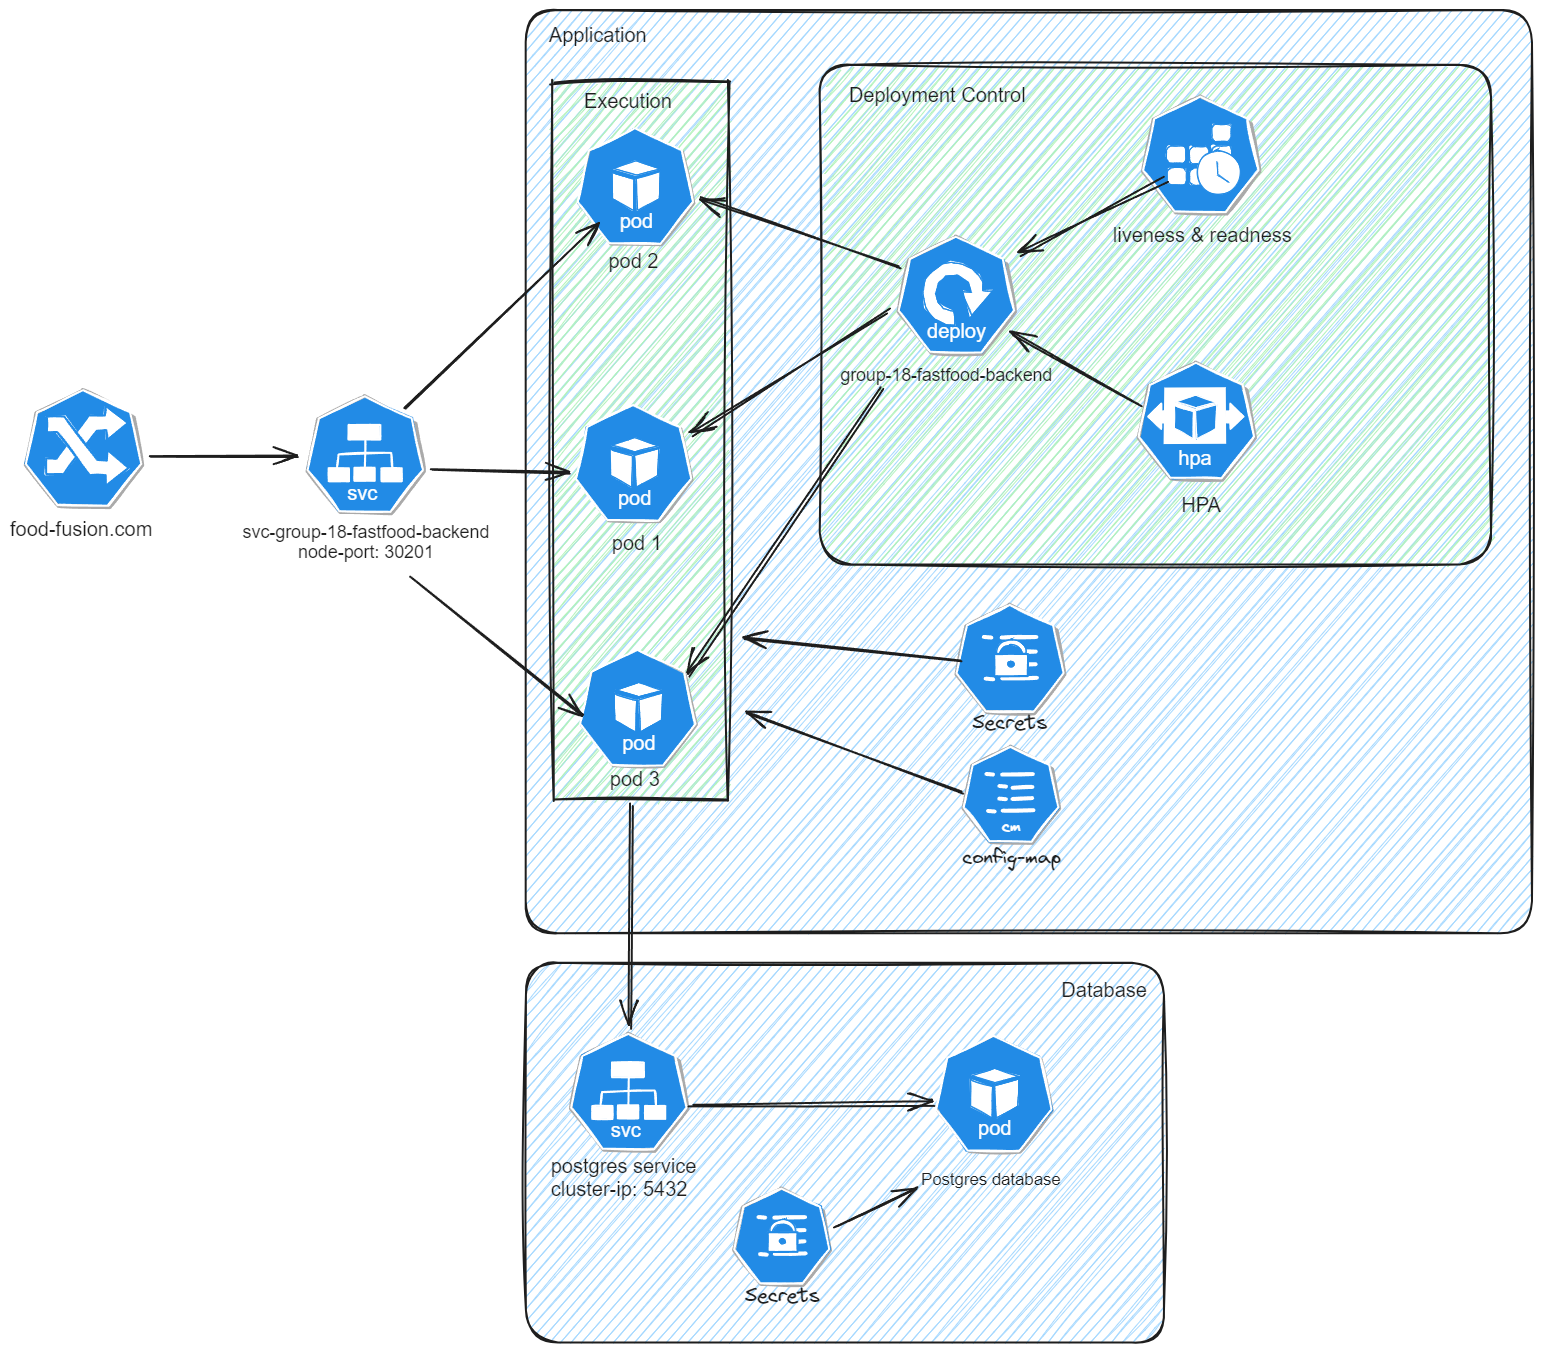 Application
Execution
Deployment Control
pod
pod 2
liveness & readness
deploy
group-18-fastfood-backend
hpa
HPA
food-fusion.com
svc
svc-group-18-fastfood-backend
node-port: 30201
pod
pod 1
pod
pod 3
Secrets
cm
config-map
Database
svc
postgres service
cluster-ip: 5432
pod
Postgres database
Secrets